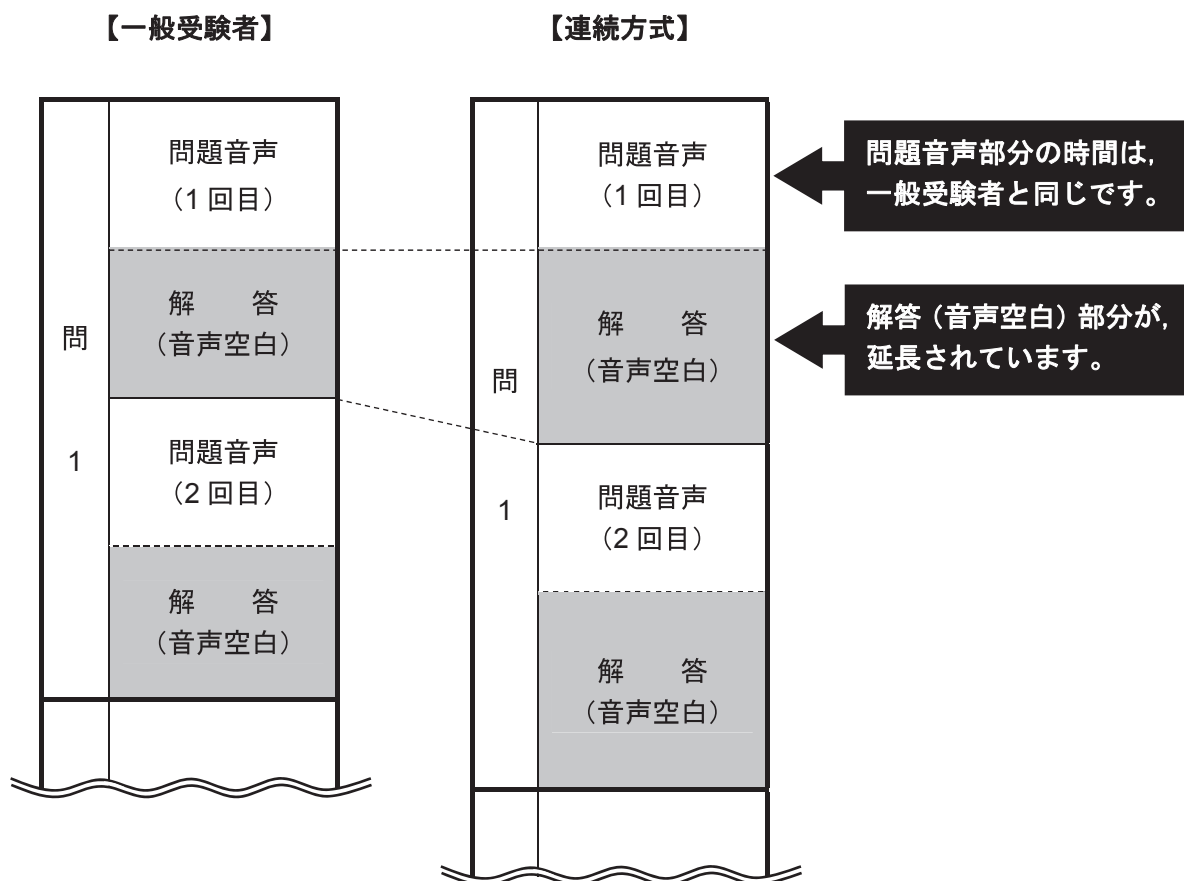 【一般受験者】
問
1
問題音声
（1 回目）
解　　答
（音声空白）
問題音声
（2 回目）
解　　答
（音声空白）
【連続方式】
問
1
問題音声
（1 回目）
解　　答
（音声空白）
問題音声
（2 回目）
解　　答
（音声空白）
問題音声部分の時間は，
一般受験者と同じです。
解答（音声空白）部分が，
延長されています。